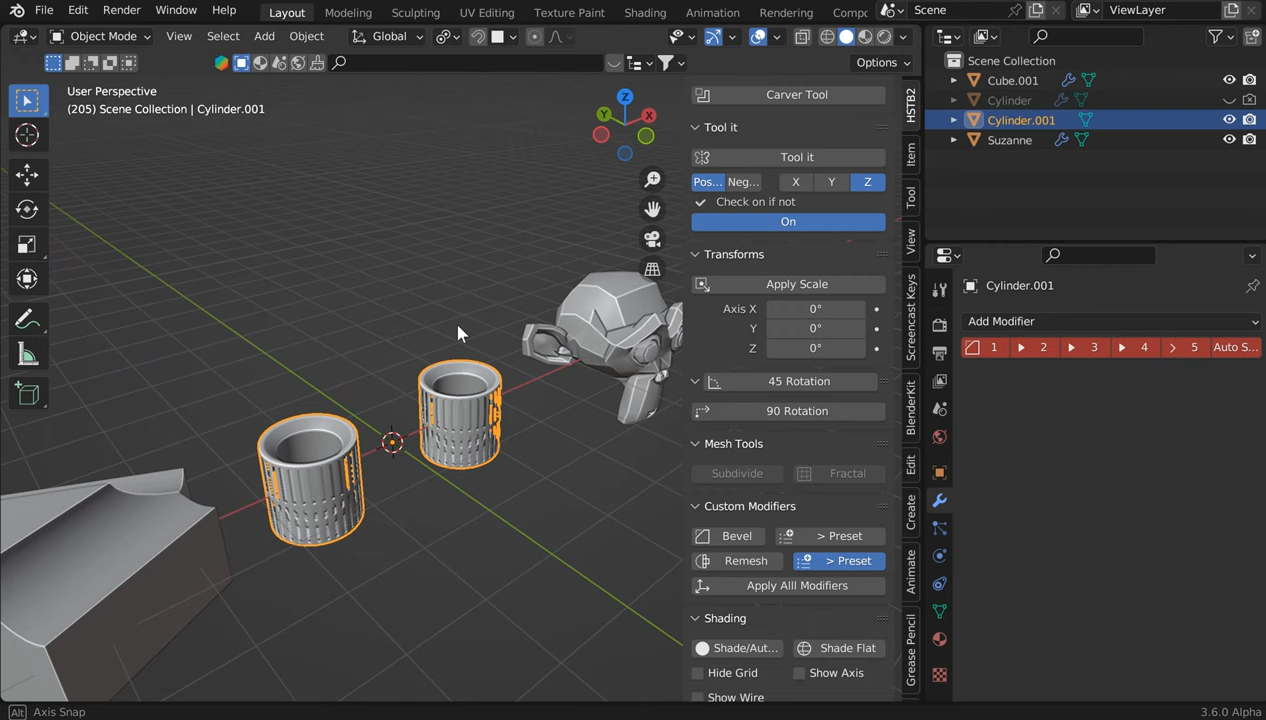 File Edit Render Window Help Layout Modeling Sculpting UV Editing Texture Paint Shading Animation Rendering Compo Scene ViewLayer
Object Mode View Select Add Object Global
Options
User Perspective
(205) Scene Collection | Cylinder.001
Z
Y
X
Carver Tool
Tool it
Tool it
Pos... Neg... X Y Z
Check on if not
On
Transforms
Apply Scale
Axis X 0°
Y 0°
Z 0°
45 Rotation
90 Rotation
Mesh Tools
Subdivide Fractal
Custom Modifiers
Bevel > Preset
Remesh > Preset
Apply Alll Modifiers
Shading
Shade/Aut... Shade Flat
Hide Grid Show Axis
Show Wire
HSTB2
Item
Tool
View
Screencast Keys
BlenderKit
Edit
Create
Animate
Grease Pencil
Scene Collection
Cube.001
Cylinder
Cylinder.001
Suzanne
Cylinder.001
Add Modifier
1 2 3 4 5 Auto S...
Alt Axis Snap 3.6.0 Alpha